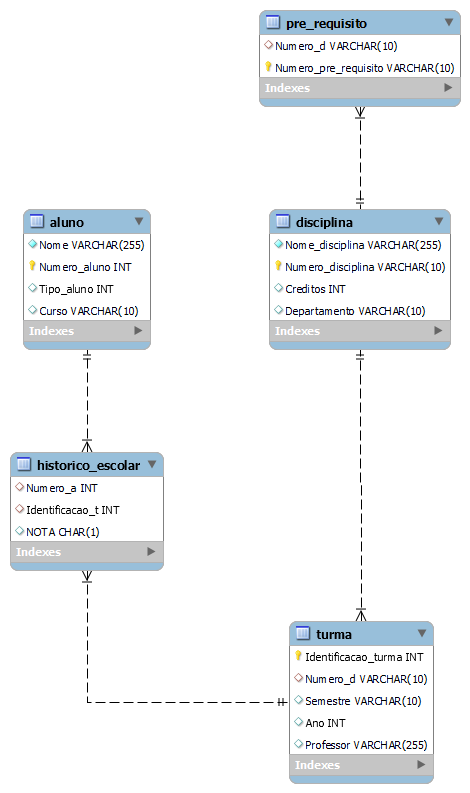 pre_requisito
Numero_d VARCHAR(10)
Numero_pre_requisito VARCHAR(10)
Indexes
aluno
Nome VARCHAR(255)
Numero_aluno INT
Tipo_aluno INT
Curso VARCHAR(10)
Indexes
disciplina
Nome_disciplina VARCHAR(255)
Numero_disciplina VARCHAR(10)
Creditos INT
Departamento VARCHAR(10)
Indexes
historico_escolar
Numero_a INT
Identificacao_t INT
NOTA CHAR(1)
Indexes
turma
Identificacao_turma INT
Numero_d VARCHAR(10)
Semestre VARCHAR(10)
Ano INT
Professor VARCHAR(255)
Indexes